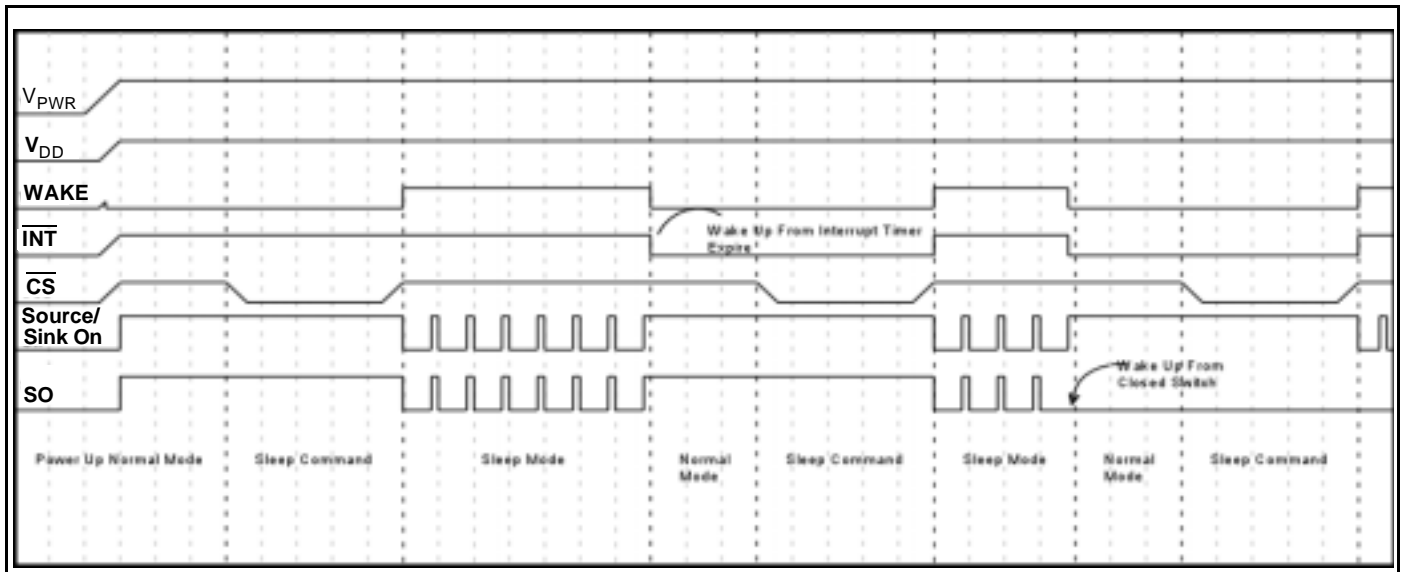 VPWR
VDD
WAKE
INT
Wake Up From Interrupt Timer
Expire
CS
Source/
Sink On
Wake Up From
Closed Switch
SO
Power Up Normal Mode
Sleep Command
Sleep Mode
Normal
Mode
Sleep Command
Sleep Mode
Normal
Mode
Sleep Command